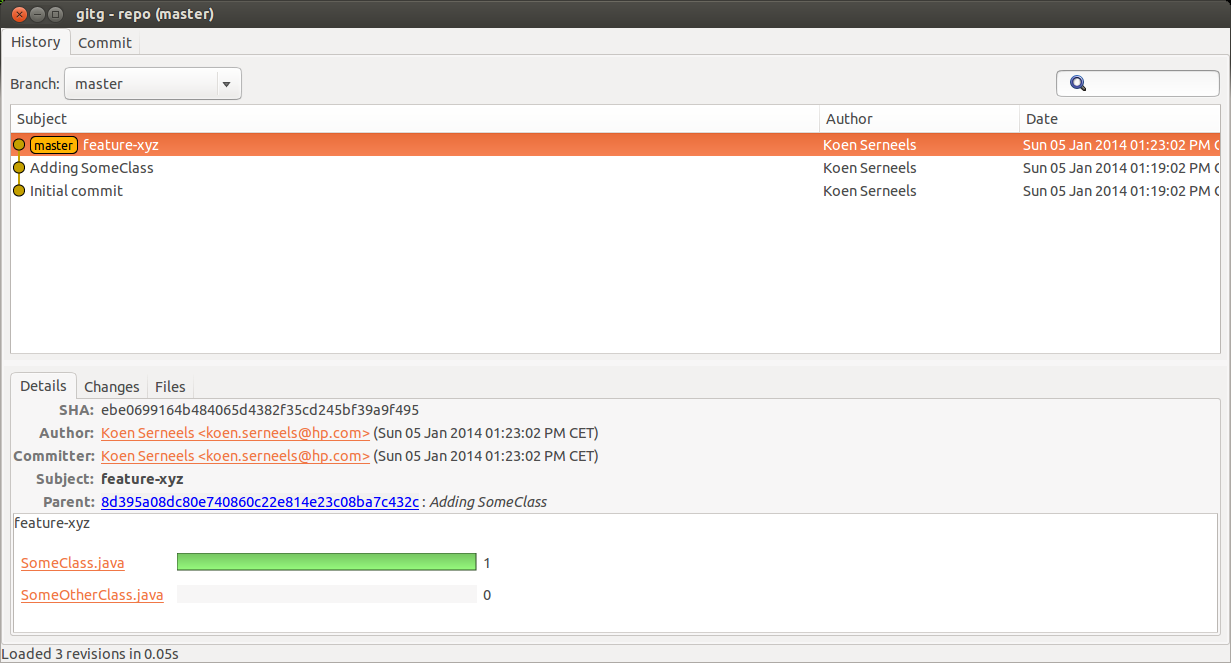 gitg - repo (master)
History Commit
Branch: master
Subject Author Date
master feature-xyz Koen Serneels Sun 05 Jan 2014 01:23:02 PM C
Adding SomeClass Koen Serneels Sun 05 Jan 2014 01:19:02 PM C
Initial commit Koen Serneels Sun 05 Jan 2014 01:19:02 PM C
Details Changes Files
SHA: ebe0699164b484065d4382f35cd245bf39a9f495
Author: Koen Serneels <koen.serneels@hp.com> (Sun 05 Jan 2014 01:23:02 PM CET)
Committer: Koen Serneels <koen.serneels@hp.com> (Sun 05 Jan 2014 01:23:02 PM CET)
Subject: feature-xyz
Parent: 8d395a08dc80e740860c22e814e23c08ba7c432c : Adding SomeClass
feature-xyz
SomeClass.java 1
SomeOtherClass.java 0
Loaded 3 revisions in 0.05s